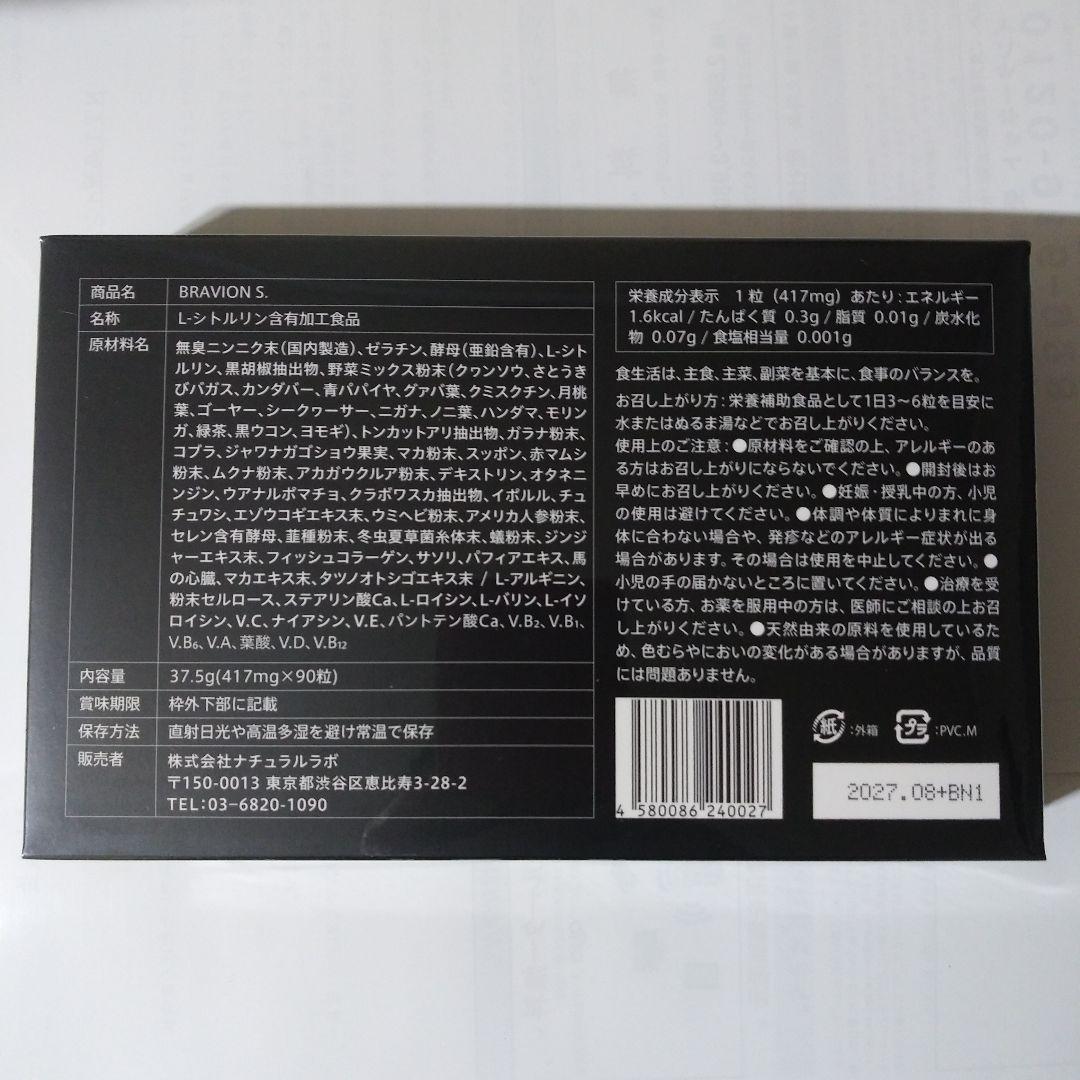 商品名 BRAVION S.
名称 L-シトルリン含有加工食品
原材料名 無臭ニンニク末(国内製造)、ゼラチン、酵母(亜鉛含有)、L-シト
ルリン、黒胡椒抽出物、野菜ミックス粉末(クヮンソウ、さとうき
びバガス、カンダバー、青パパイヤ、グァバ葉、クミスクチン、月桃
葉、ゴーヤー、シークヮーサー、ニガナ、ノニ葉、ハンダマ、モリン
ガ、緑茶、黒ウコン、ヨモギ)、トンカットアリ抽出物、ガラナ粉末、
コブラ、ジャワナガゴショウ果実、マカ粉末、スッポン、赤マムシ
粉末、ムクナ粉末、アカガウクルア粉末、デキストリン、オタネニ
ンジン、ウアナルポマチョ、クラボワスカ抽出物、イポルル、チュ
チュワシ、エゾウコギエキス末、ウミヘビ粉末、アメリカ人参粉末、
セレン含有酵母、韮種粉末、冬虫夏草菌糸体末、蟻粉末、ジンジ
ャーエキス末、フィッシュコラーゲン、サソリ、パフィアエキス、馬
の心臓、マカエキス末、タツノオトシゴエキス末 / L-アルギニン、
粉末セルロース、ステアリン酸Ca、L-ロイシン、L-バリン、L-イソ
ロイシン、V.C、ナイアシン、V.E、パントテン酸Ca、V.B₂、V.B₁、
V.B₆、V.A、葉酸、V.D、V.B₁₂
内容量 37.5g(417mg×90粒)
賞味期限 枠外下部に記載
保存方法 直射日光や高温多湿を避け常温で保存
販売者 株式会社ナチュラルラボ
〒150-0013 東京都渋谷区恵比寿3-28-2
TEL:03-6820-1090
栄養成分表示 1粒(417mg)あたり:エネルギー
1.6kcal / たんぱく質 0.3g / 脂質 0.01g / 炭水化
物 0.07g / 食塩相当量 0.001g
食生活は、主食、主菜、副菜を基本に、食事のバランスを。
お召し上がり方:栄養補助食品として1日3～6粒を目安に
水またはぬるま湯などでお召し上がりください。
使用上のご注意:●原材料をご確認の上、アレルギーのあ
る方はお召し上がりにならないでください。●開封後はお
早めにお召し上がりください。●妊娠・授乳中の方、小児
の使用は避けてください。●体調や体質によりまれに身
体に合わない場合や、発疹などのアレルギー症状が出る
場合があります。その場合は使用を中止してください。●
小児の手の届かないところに置いてください。●治療を受
けている方、お薬を服用中の方は、医師にご相談の上お召
し上がりください。●天然由来の原料を使用しているた
め、色むらやにおいの変化がある場合がありますが、品質
には問題ありません。
紙 :外箱 プラ :PVC.M
4 580086 240027
2027.08+BN1